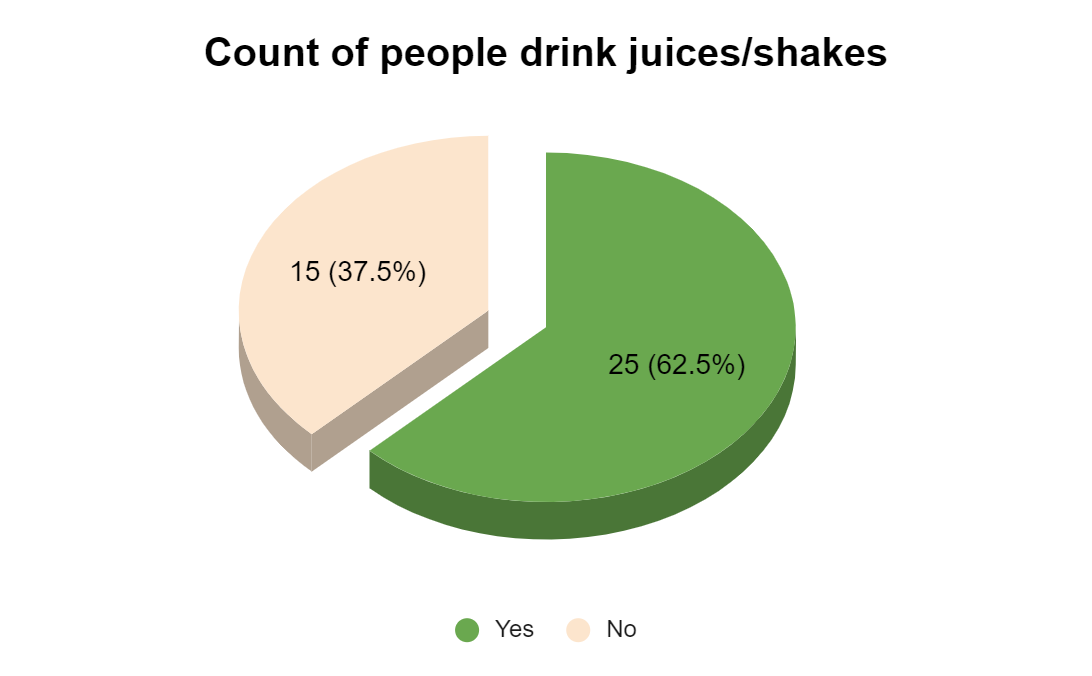 Count of people drink juices/shakes
15 (37.5%)
25 (62.5%)
Yes
No